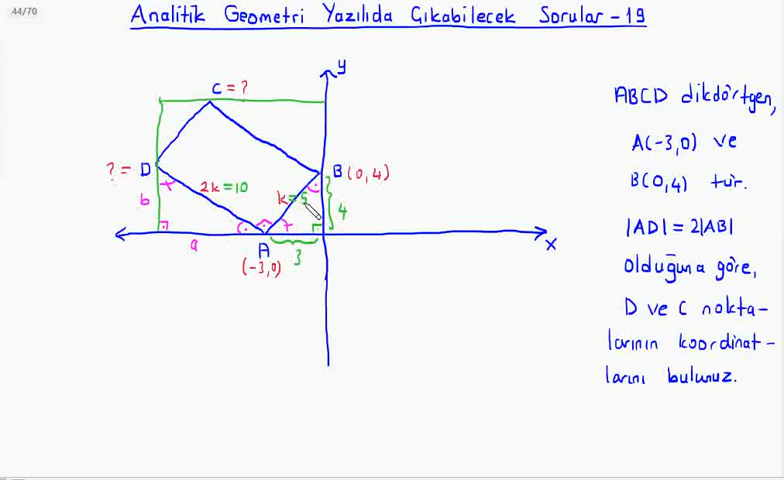 44/70
Analitik Geometri Yazılıda Çıkabilecek Sorular - 19
y
C = ?
ABCD dikdörtgen,
A(-3,0) ve
? = D
B(0,4)
B(0,4) tür.
2k=10
k=5
b
4
|AD| = 2|AB|
a
A
3
x
(-3,0)
olduğuna göre,
D ve C nokta-
larının koordinat-
larını bulunuz.